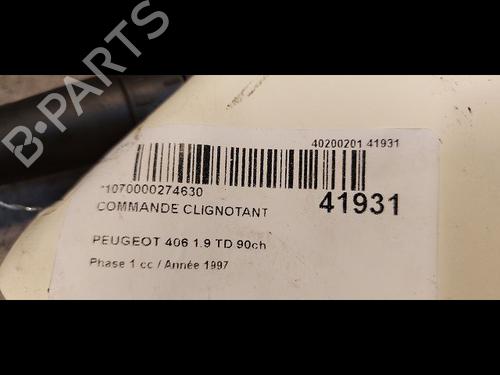 B-PARTS
40200201 41931
*1070000274630
COMMANDE CLIGNOTANT
41931
PEUGEOT 406 1.9 TD 90ch
Phase 1 cc / Année 1997